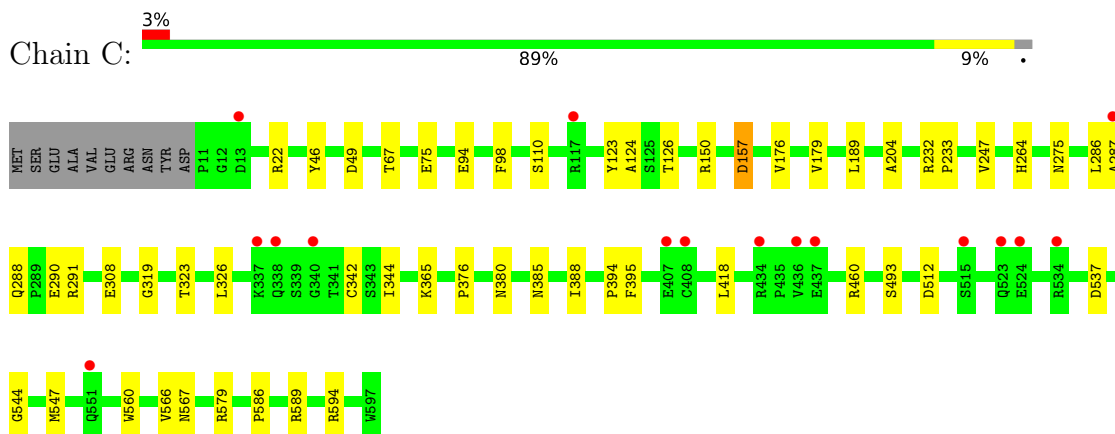 3%
Chain C:
89% 9% •
MET SER GLU ALA VAL GLU ARG ASN TYR ASP P11 G12 D13 R22 Y46 D49 T67 E75 E94 F98 S110 R117 Y123 A124 S125 T126 R150 D157 V176 V179 L189 A204 R232 P233 V247 H264 N275 L286 A287
Q288 P289 E290 R291 E308 G319 T323 L326 K337 Q338 S339 G340 T341 C342 S343 I344 K365 P376 N380 N385 I388 P394 F395 E407 C408 L418 R434 P435 V436 E437 R460 S493 D512 S515 Q523 E524 R534 D537
G544 M547 Q551 W560 V566 N567 R579 P586 R589 R594 W597